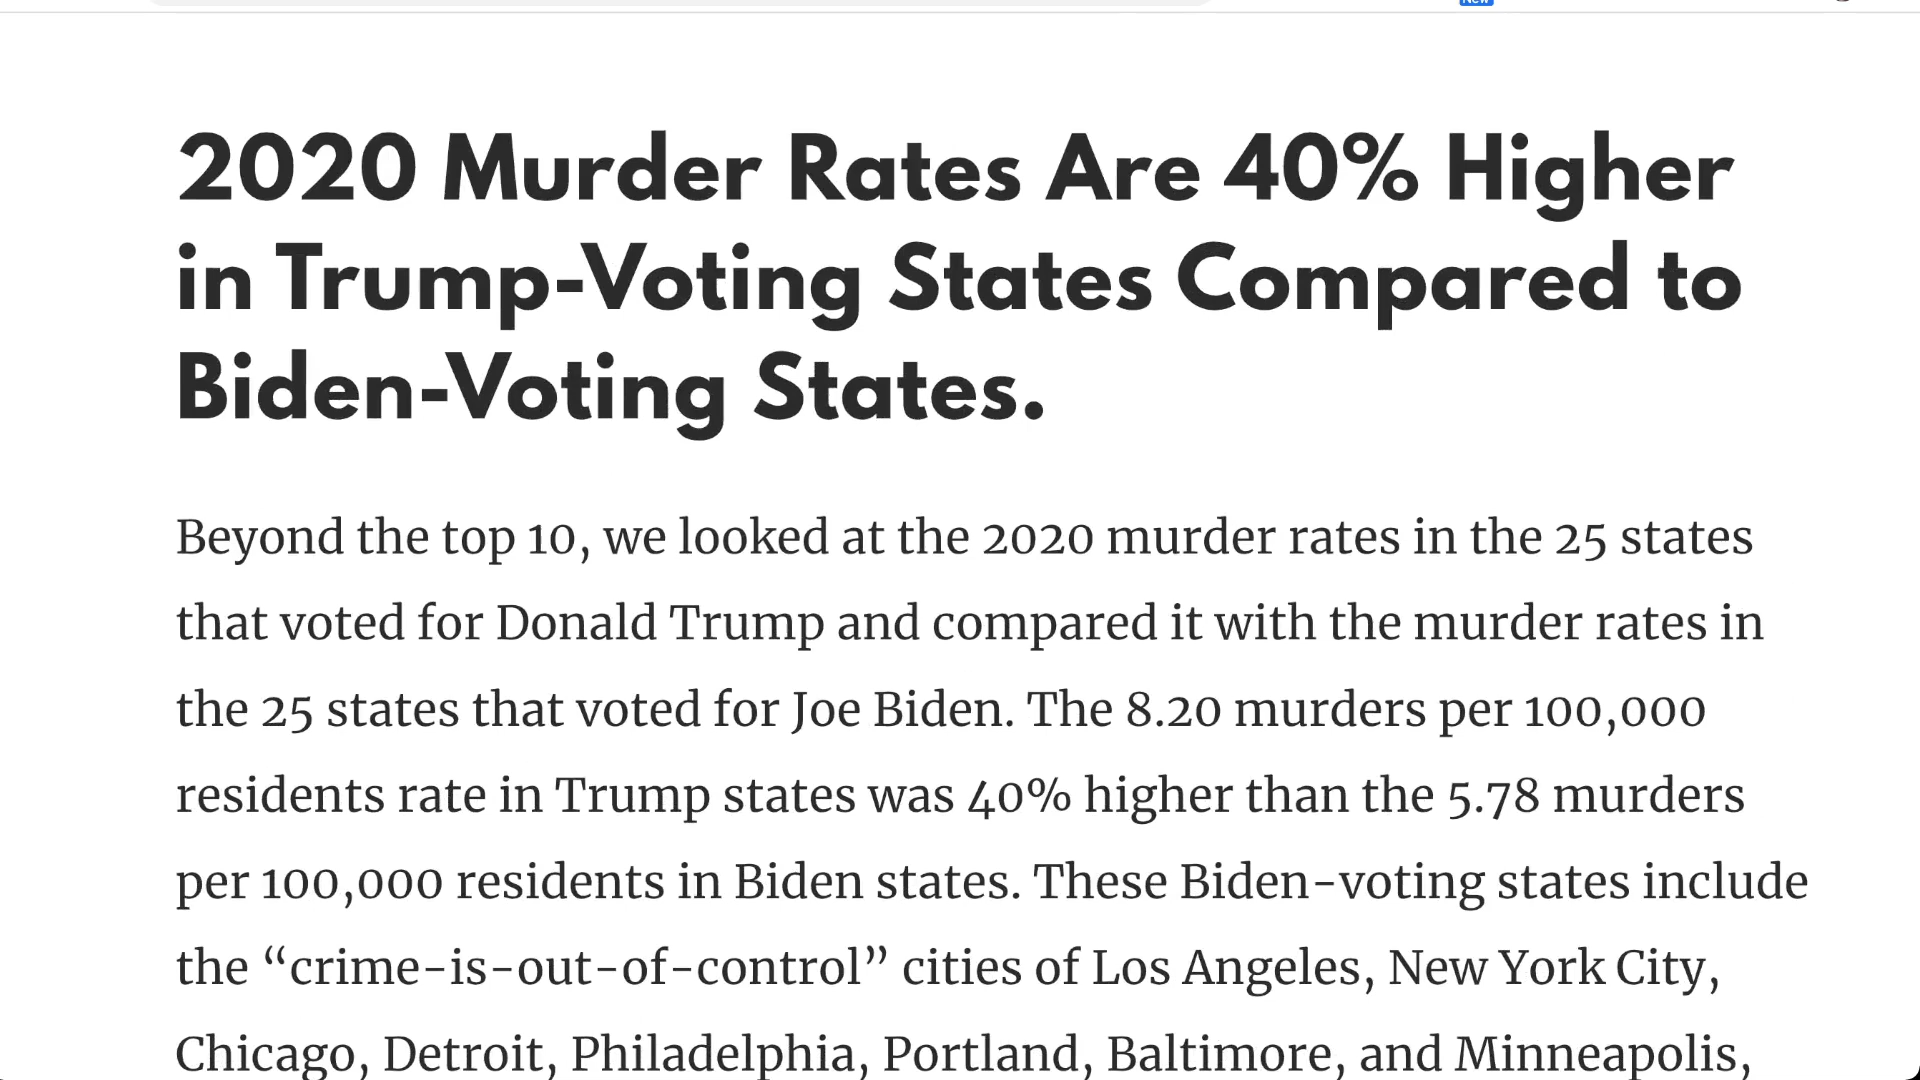 New
2020 Murder Rates Are 40% Higher
in Trump-Voting States Compared to
Biden-Voting States.
Beyond the top 10, we looked at the 2020 murder rates in the 25 states
that voted for Donald Trump and compared it with the murder rates in
the 25 states that voted for Joe Biden. The 8.20 murders per 100,000
residents rate in Trump states was 40% higher than the 5.78 murders
per 100,000 residents in Biden states. These Biden-voting states include
the “crime-is-out-of-control” cities of Los Angeles, New York City,
Chicago, Detroit, Philadelphia, Portland, Baltimore, and Minneapolis,